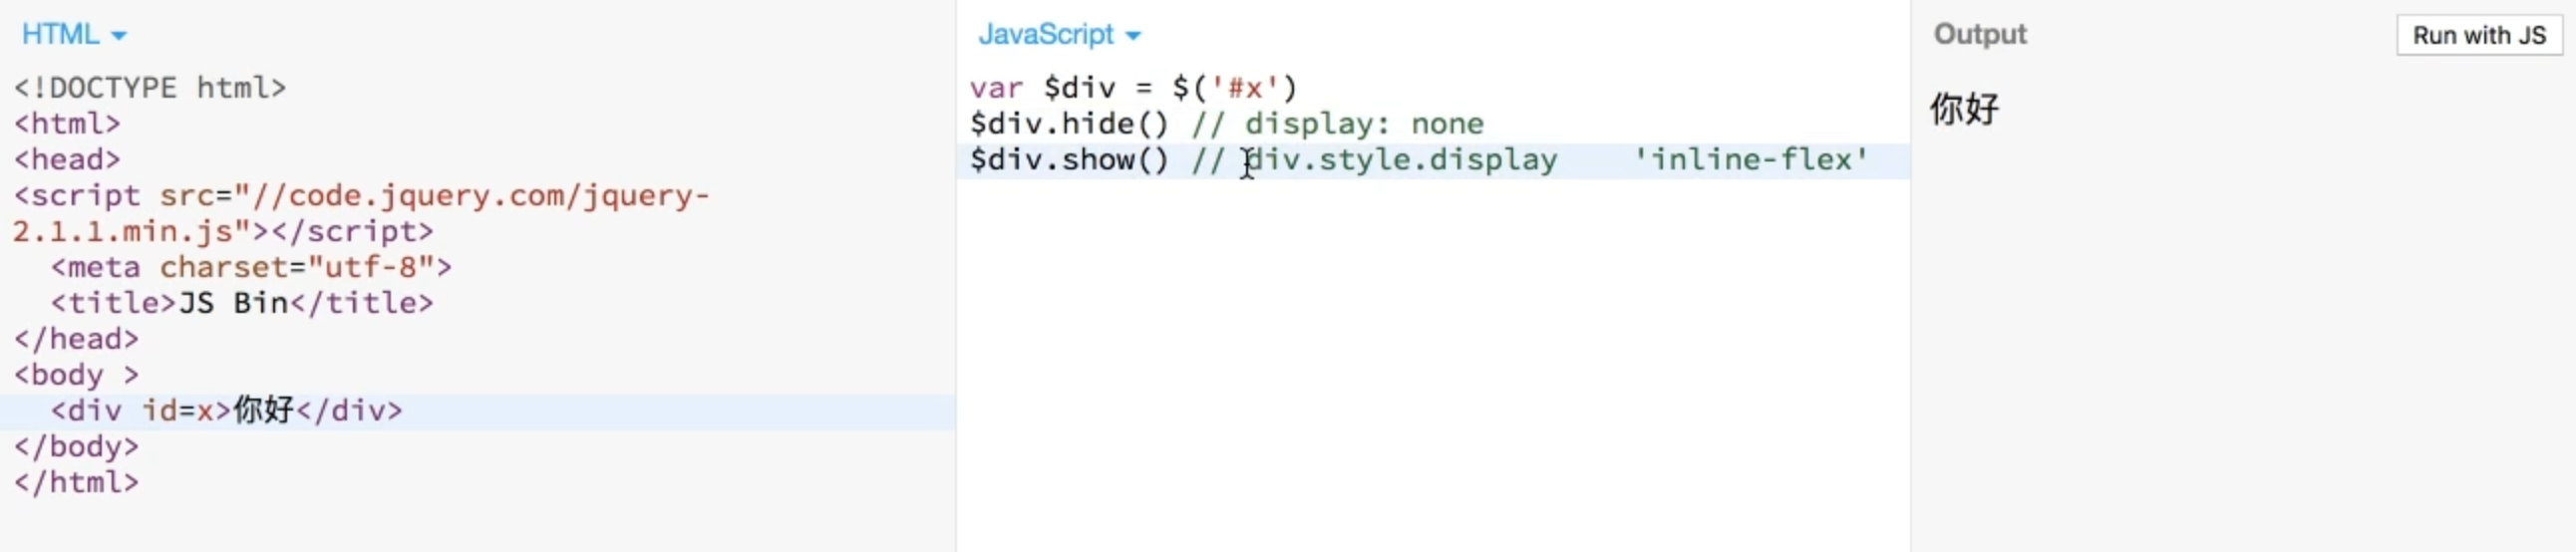 HTML
<!DOCTYPE html>
<html>
<head>
<script src="//code.jquery.com/jquery-
2.1.1.min.js"></script>
  <meta charset="utf-8">
  <title>JS Bin</title>
</head>
<body >
  <div id=x>你好</div>
</body>
</html>
JavaScript
var $div = $('#x')
$div.hide() // display: none
$div.show() // div.style.display    'inline-flex'
Output
Run with JS
你好